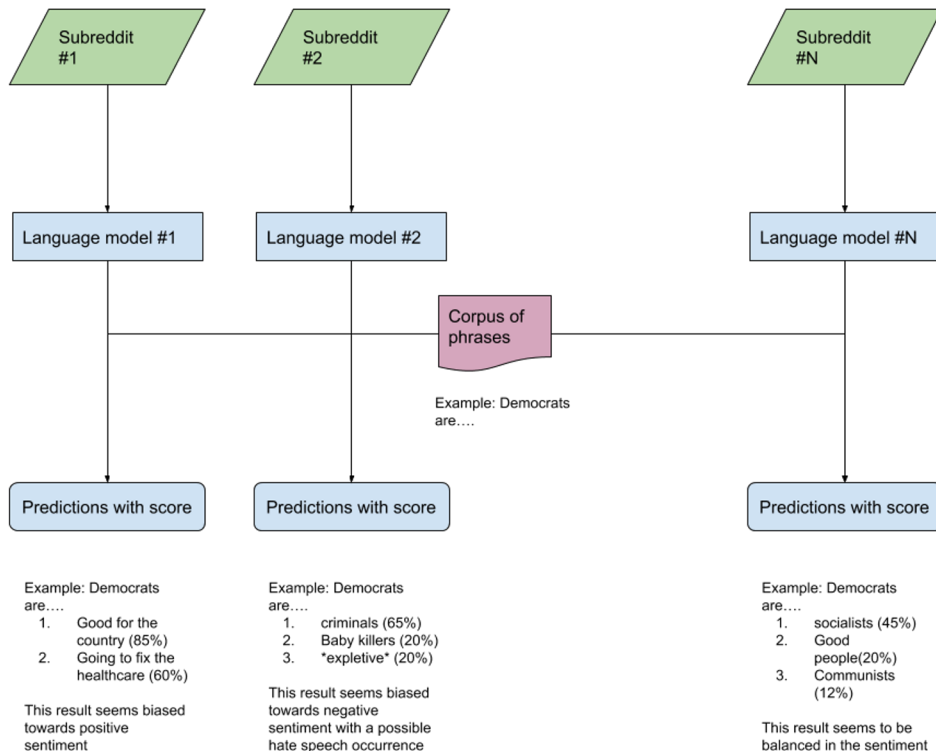 Subreddit
#1
Subreddit
#2
Subreddit
#N
Language model #1
Language model #2
Language model #N
Corpus of
phrases
Example: Democrats
are….
Predictions with score
Predictions with score
Predictions with score
Example: Democrats
are….
1. Good for the
country (85%)
2. Going to fix the
healthcare (60%)
This result seems biased
towards positive
sentiment
Example: Democrats
are….
1. criminals (65%)
2. Baby killers (20%)
3. *expletive* (20%)
This result seems biased
towards negative
sentiment with a possible
hate speech occurrence
Example: Democrats
are….
1. socialists (45%)
2. Good
people(20%)
3. Communists
(12%)
This result seems to be
balanced in the sentiment